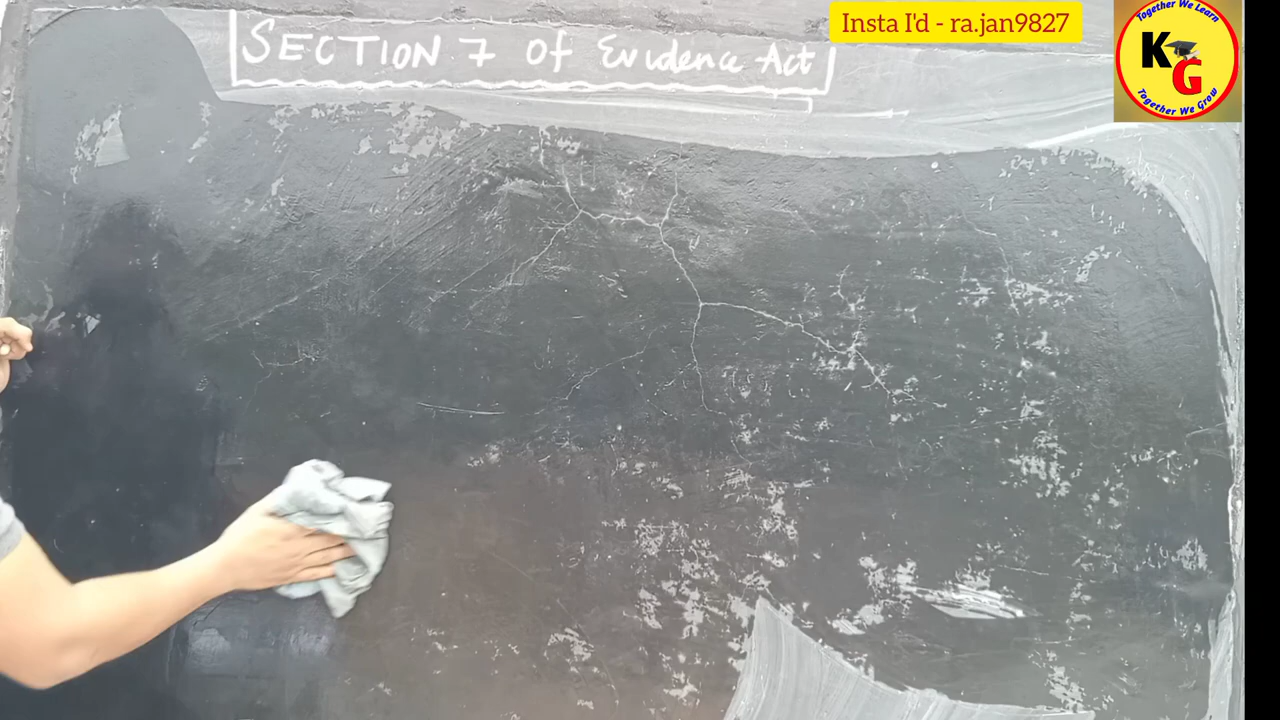 Insta I'd - ra.jan9827
SECTION 7 Of Evidence Act
Together We Learn
KG
Together We Grow